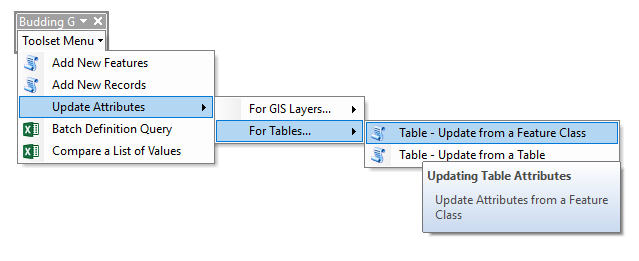 Budding G
Toolset Menu
Add New Features
Add New Records
Update Attributes
Batch Definition Query
Compare a List of Values
For GIS Layers...
For Tables...
Table - Update from a Feature Class
Table - Update from a Table
Updating Table Attributes
Update Attributes from a Feature
Class